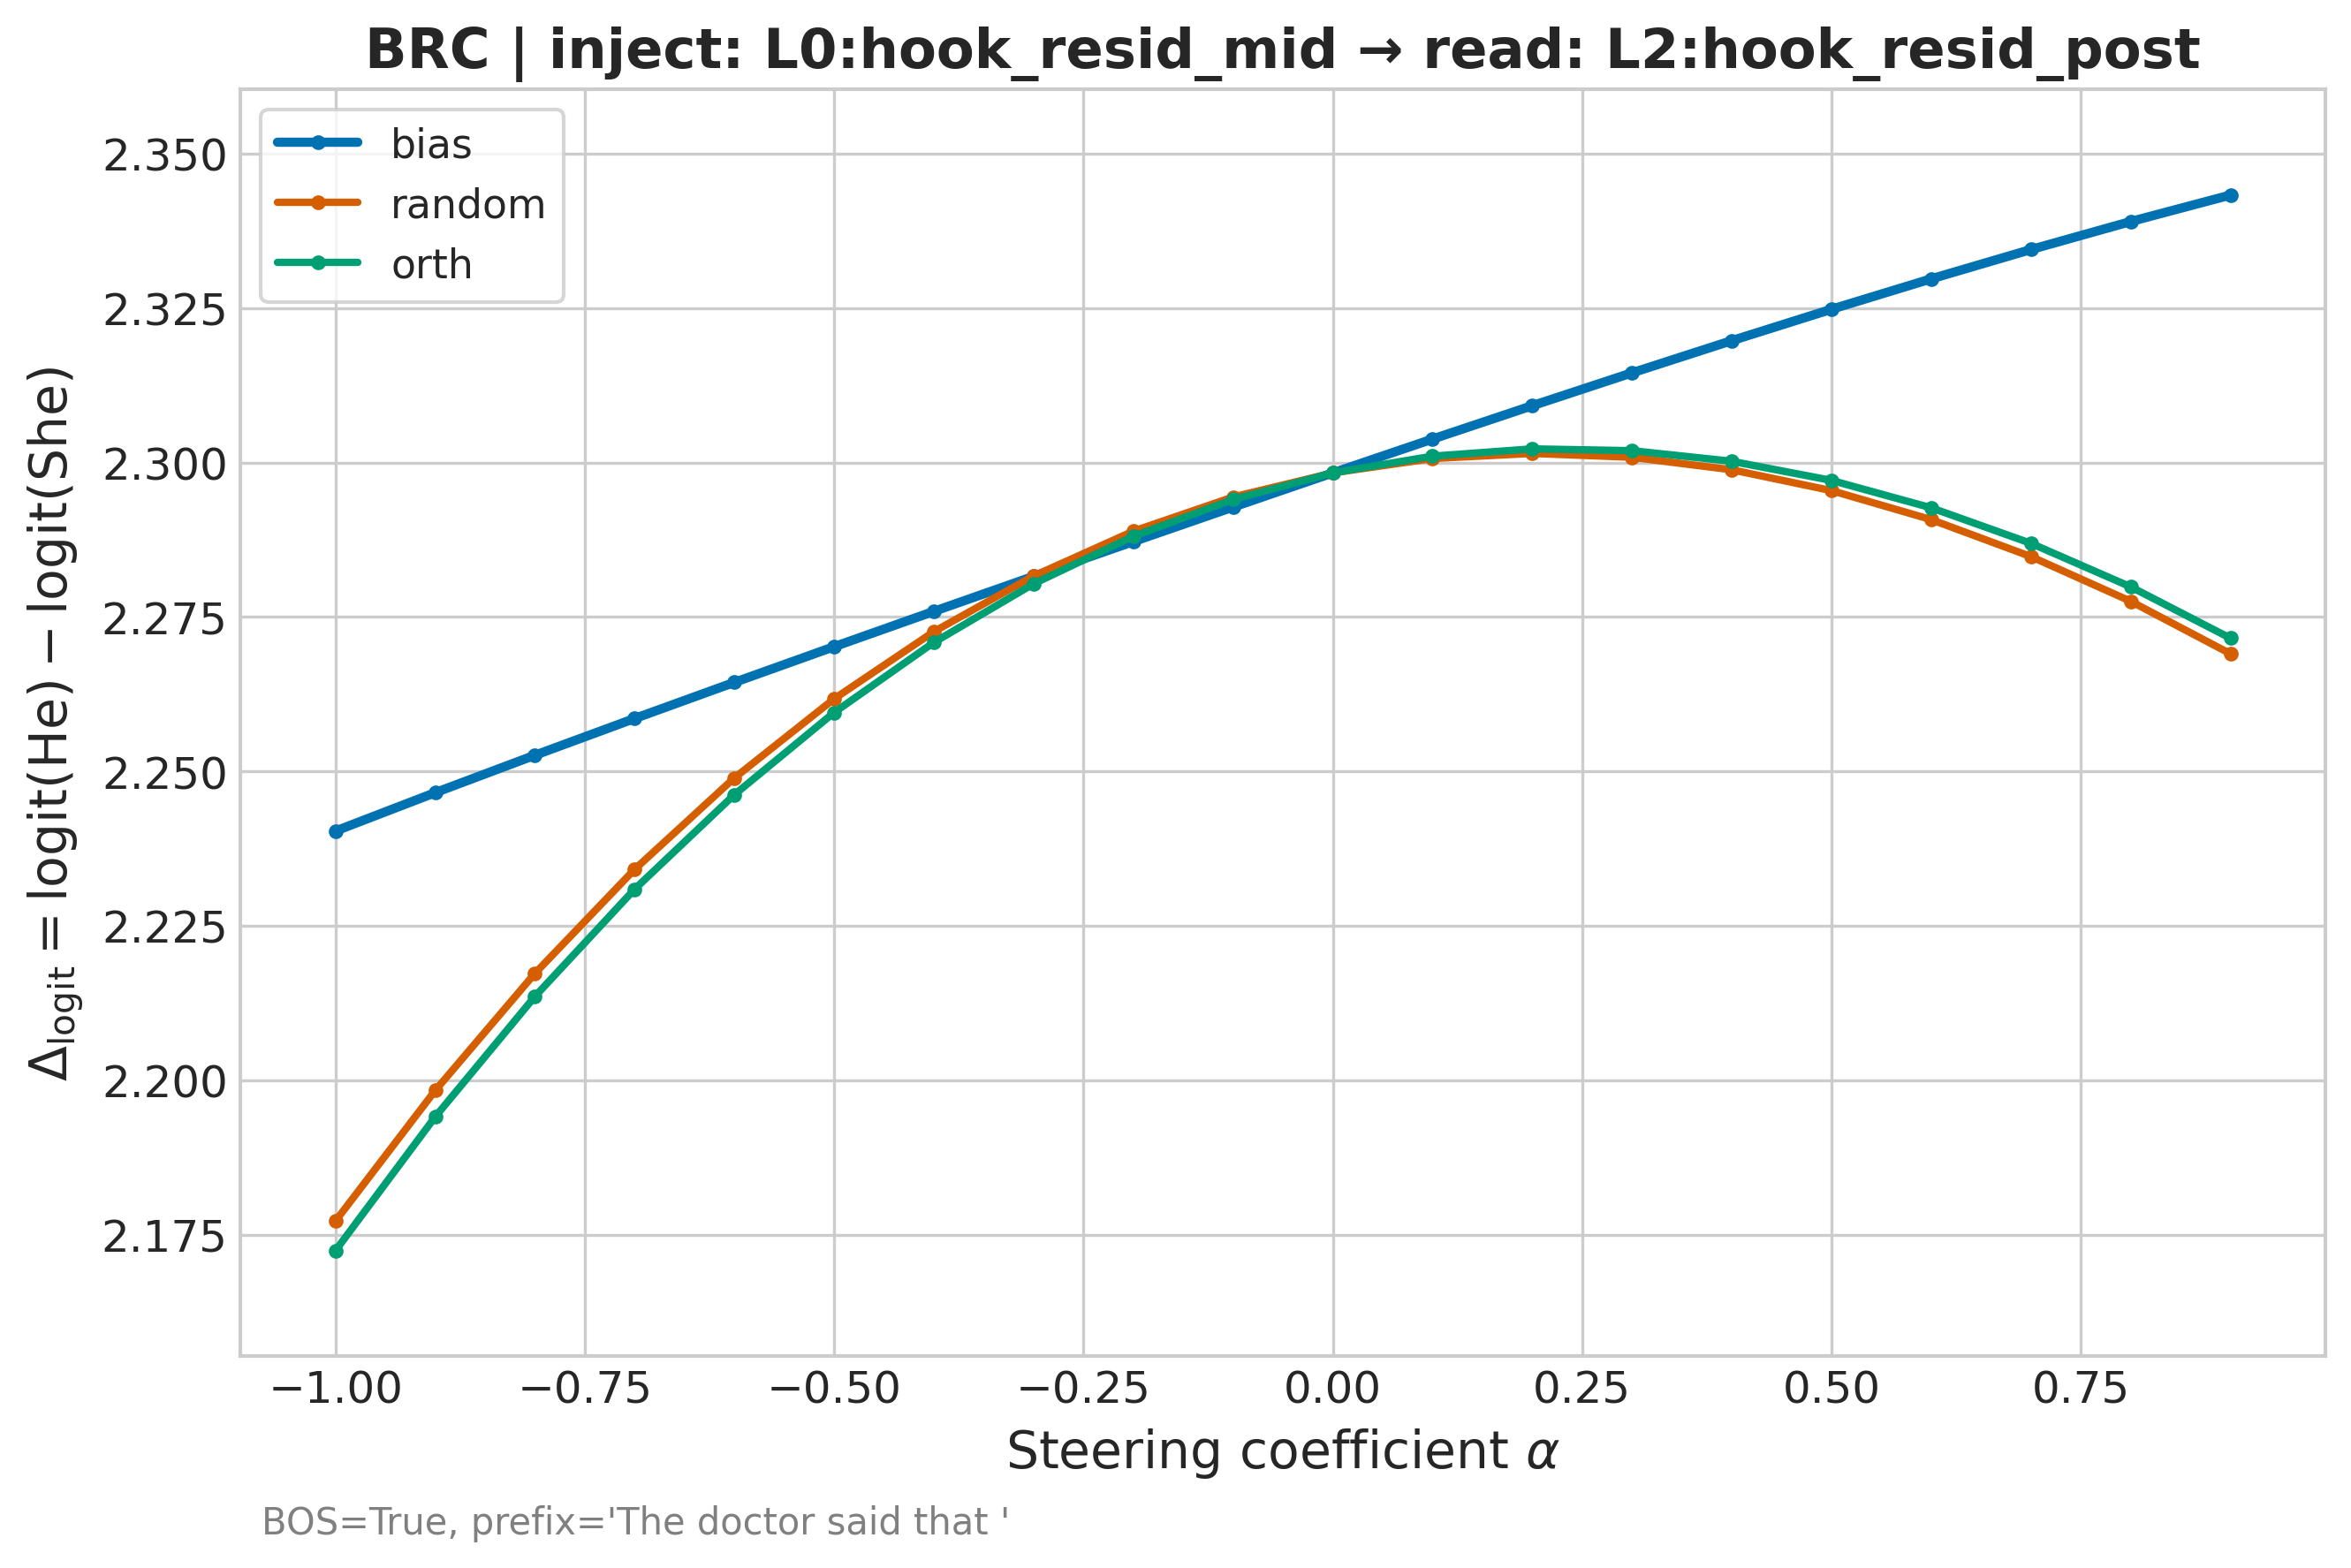 BRC | inject: L0:hook_resid_mid → read: L2:hook_resid_post
bias
random
orth
2.350
2.325
2.300
2.275
2.250
2.225
2.200
2.175
Δlogit = logit(He) − logit(She)
−1.00
−0.75
−0.50
−0.25
0.00
0.25
0.50
0.75
Steering coefficient α
BOS=True, prefix='The doctor said that '